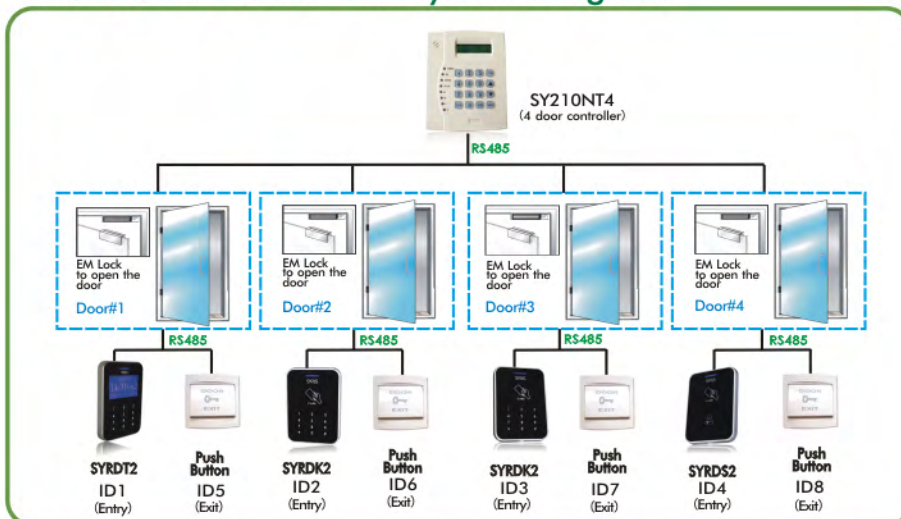 SY210NT4
(4 door controller)
RS485
EM Lock
to open the
door
Door#1
EM Lock
to open the
door
Door#2
EM Lock
to open the
door
Door#3
EM Lock
to open the
door
Door#4
RS485
RS485
RS485
RS485
SYRDT2
ID1
(Entry)
Push
Button
ID5
(Exit)
SYRDK2
ID2
(Entry)
Push
Button
ID6
(Exit)
SYRDK2
ID3
(Entry)
Push
Button
ID7
(Exit)
SYRDS2
ID4
(Entry)
Push
Button
ID8
(Exit)